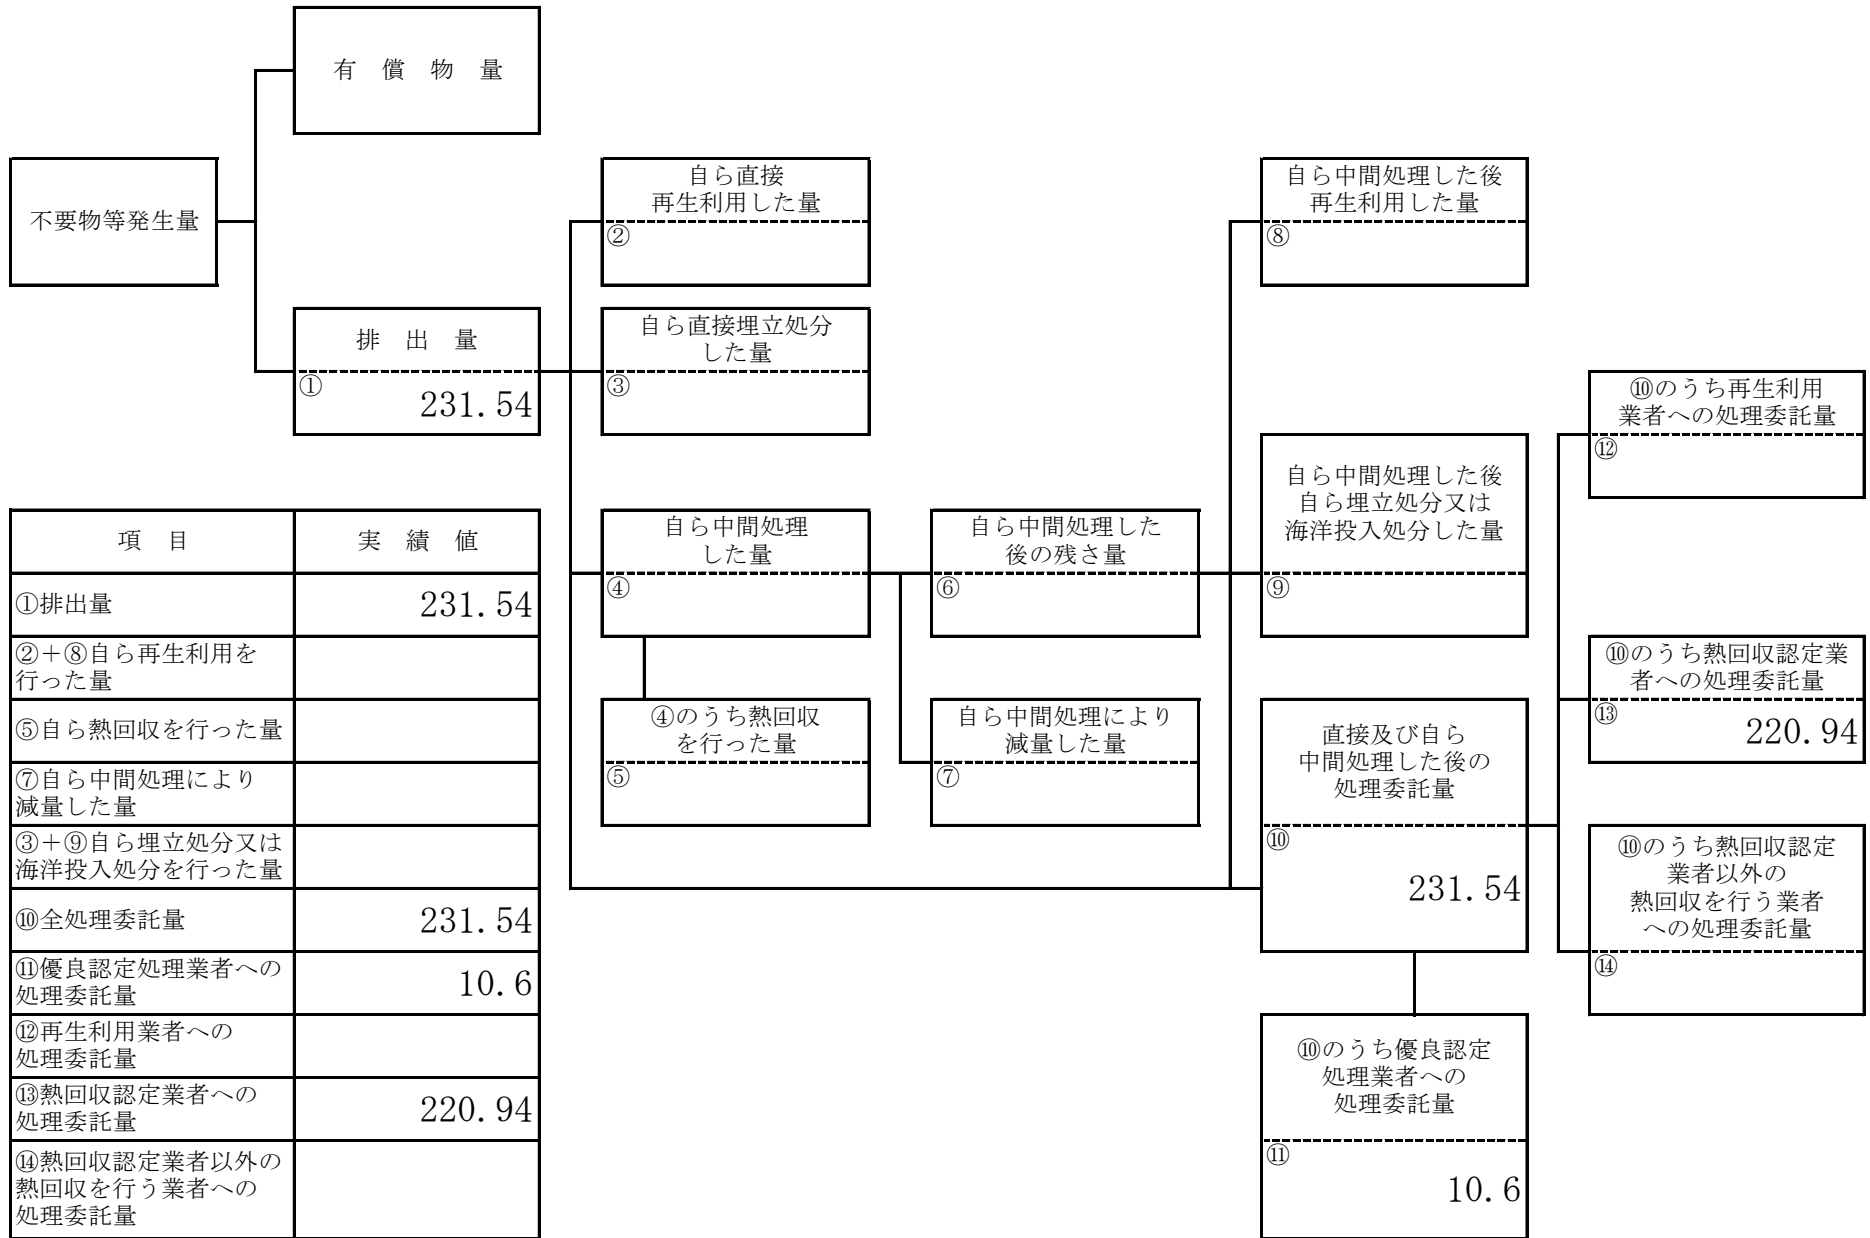 有　償　物　量
不要物等発生量
排　出　量
①
231.54
自ら直接
再生利用した量
②
自ら直接埋立処分
した量
③
自ら中間処理
した量
④
④のうち熱回収
を行った量
⑤
自ら中間処理した
後の残さ量
⑥
自ら中間処理により
減量した量
⑦
自ら中間処理した後
再生利用した量
⑧
自ら中間処理した後
自ら埋立処分又は
海洋投入処分した量
⑨
直接及び自ら
中間処理した後の
処理委託量
⑩
231.54
⑩のうち優良認定
処理業者への
処理委託量
⑪
10.6
⑩のうち再生利用
業者への処理委託量
⑫
⑩のうち熱回収認定業
者への処理委託量
⑬
220.94
⑩のうち熱回収認定
業者以外の
熱回収を行う業者
への処理委託量
⑭
項　目　実　績　値
①排出量　231.54
②＋⑧自ら再生利用を
行った量
⑤自ら熱回収を行った量
⑦自ら中間処理により
減量した量
③＋⑨自ら埋立処分又は
海洋投入処分を行った量
⑩全処理委託量　231.54
⑪優良認定処理業者への
処理委託量　10.6
⑫再生利用業者への
処理委託量
⑬熱回収認定業者への
処理委託量　220.94
⑭熱回収認定業者以外の
熱回収を行う業者への
処理委託量